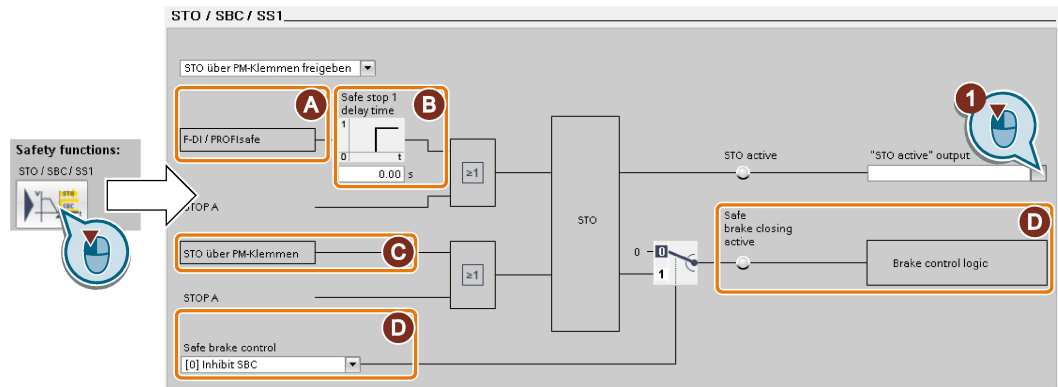 STO / SBC / SS1
STO über PM-Klemmen freigeben
A
Safe stop 1
delay time
B
1
0
t
0.00 s
F-DI / PROFIsafe
≥1
STOP A
STO
STO active
"STO active" output
1
Safety functions:
STO / SBC / SS1
STO
SBC
STO über PM-Klemmen
C
≥1
STOP A
0
0
1
Safe
brake closing
active
D
Brake control logic
D
Safe brake control
[0] Inhibit SBC